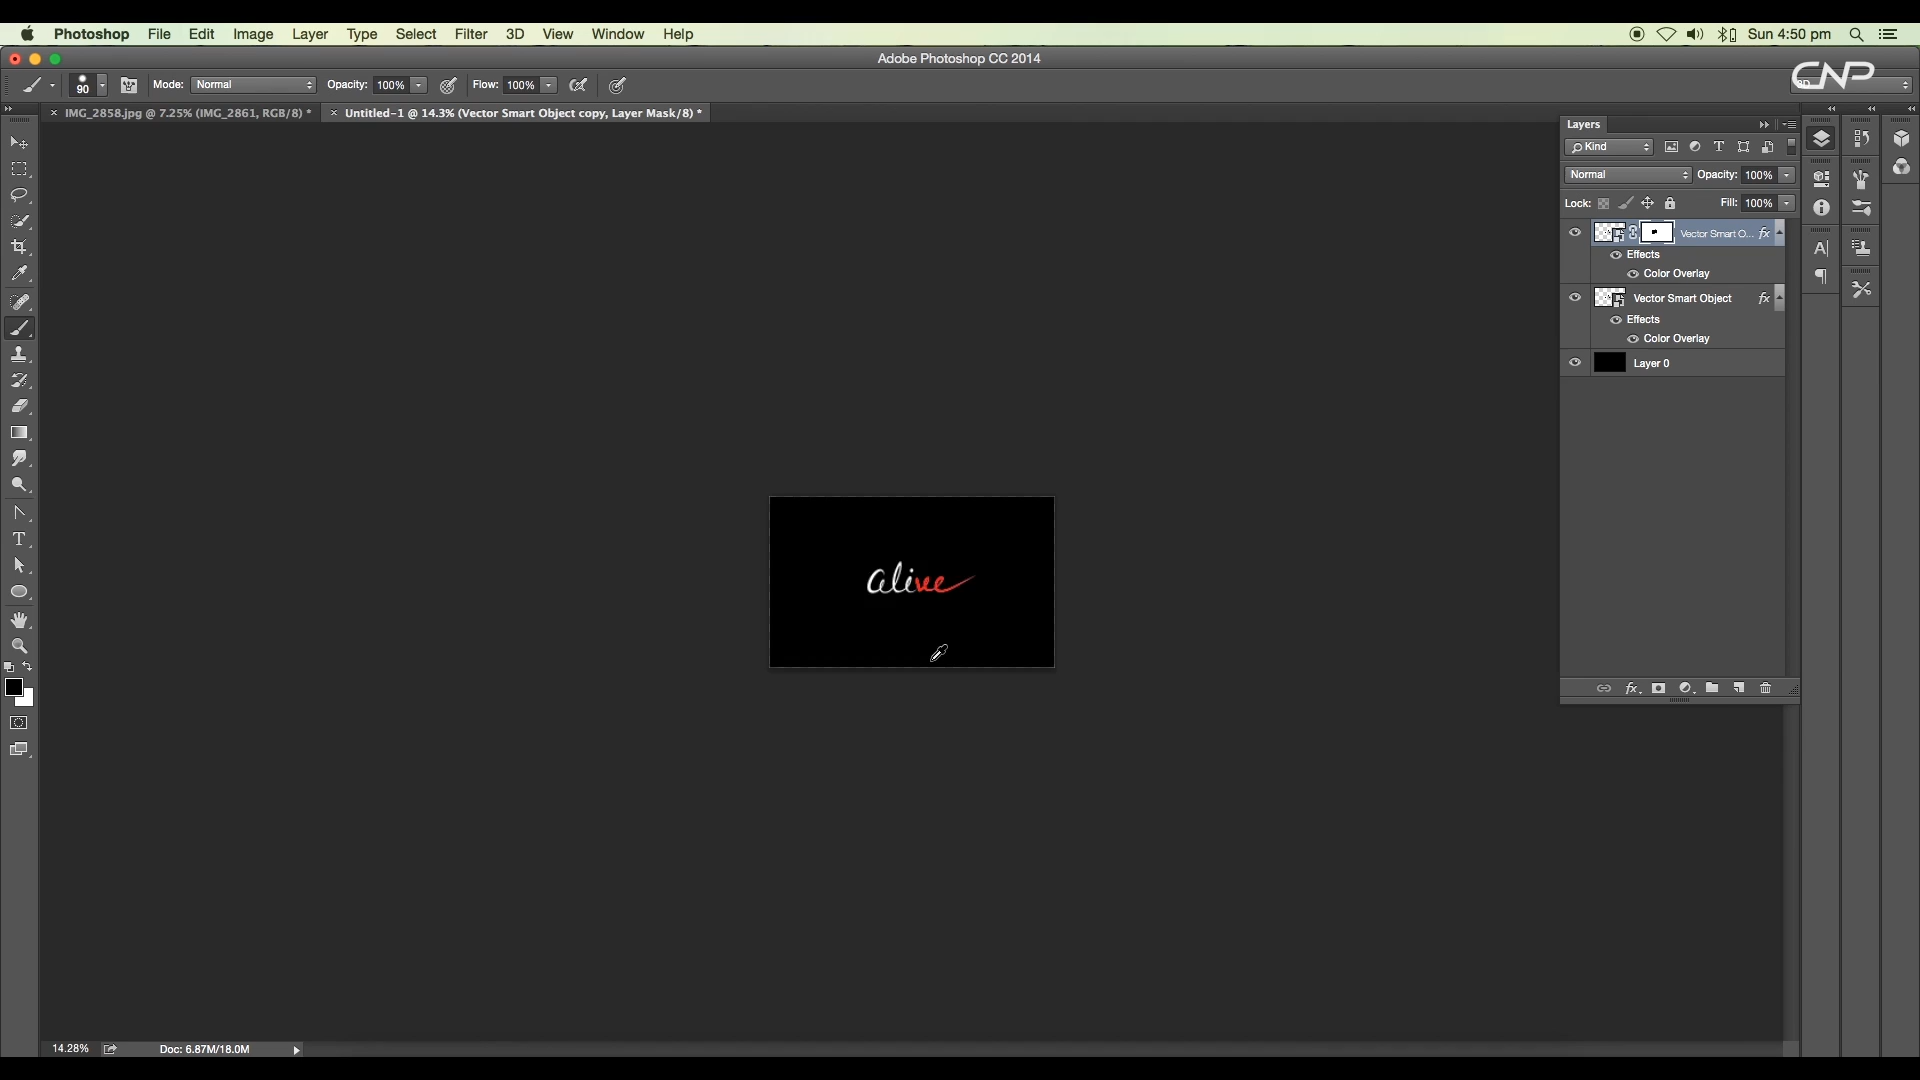 Photoshop File Edit Image Layer Type Select Filter 3D View Window Help Sun 4:50 pm
Adobe Photoshop CC 2014
90 Mode: Normal Opacity: 100% Flow: 100%
CNP
× IMG_2858.jpg @ 7.25% (IMG_2861, RGB/8) * × Untitled-1 @ 14.3% (Vector Smart Object copy, Layer Mask/8) *
Layers
Kind
Normal Opacity: 100%
Lock: Fill: 100%
Vector Smart O... fx
Effects
Color Overlay
Vector Smart Object fx
Effects
Color Overlay
Layer 0
alive
fx
14.28% Doc: 6.87M/18.0M